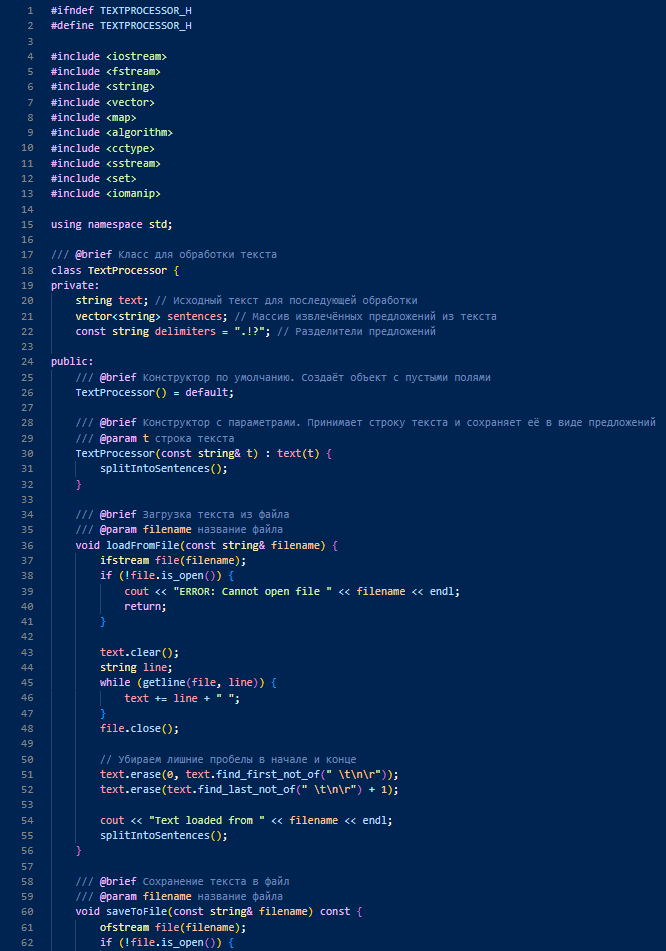 1 #ifndef TEXTPROCESSOR_H
2 #define TEXTPROCESSOR_H
3
4 #include <iostream>
5 #include <fstream>
6 #include <string>
7 #include <vector>
8 #include <map>
9 #include <algorithm>
10 #include <cctype>
11 #include <sstream>
12 #include <set>
13 #include <iomanip>
14
15 using namespace std;
16
17 /// @brief Класс для обработки текста
18 class TextProcessor {
19 private:
20     string text; // Исходный текст для последующей обработки
21     vector<string> sentences; // Массив извлечённых предложений из текста
22     const string delimiters = ".!?"; // Разделители предложений
23
24 public:
25     /// @brief Конструктор по умолчанию. Создаёт объект с пустыми полями
26     TextProcessor() = default;
27
28     /// @brief Конструктор с параметрами. Принимает строку текста и сохраняет её в виде предложений
29     /// @param t строка текста
30     TextProcessor(const string& t) : text(t) {
31         splitIntoSentences();
32     }
33
34     /// @brief Загрузка текста из файла
35     /// @param filename название файла
36     void loadFromFile(const string& filename) {
37         ifstream file(filename);
38         if (!file.is_open()) {
39             cout << "ERROR: Cannot open file " << filename << endl;
40             return;
41         }
42
43         text.clear();
44         string line;
45         while (getline(file, line)) {
46             text += line + " ";
47         }
48         file.close();
49
50         // Убираем лишние пробелы в начале и конце
51         text.erase(0, text.find_first_not_of(" \t\n\r"));
52         text.erase(text.find_last_not_of(" \t\n\r") + 1);
53
54         cout << "Text loaded from " << filename << endl;
55         splitIntoSentences();
56     }
57
58     /// @brief Сохранение текста в файл
59     /// @param filename название файла
60     void saveToFile(const string& filename) const {
61         ofstream file(filename);
62         if (!file.is_open()) {